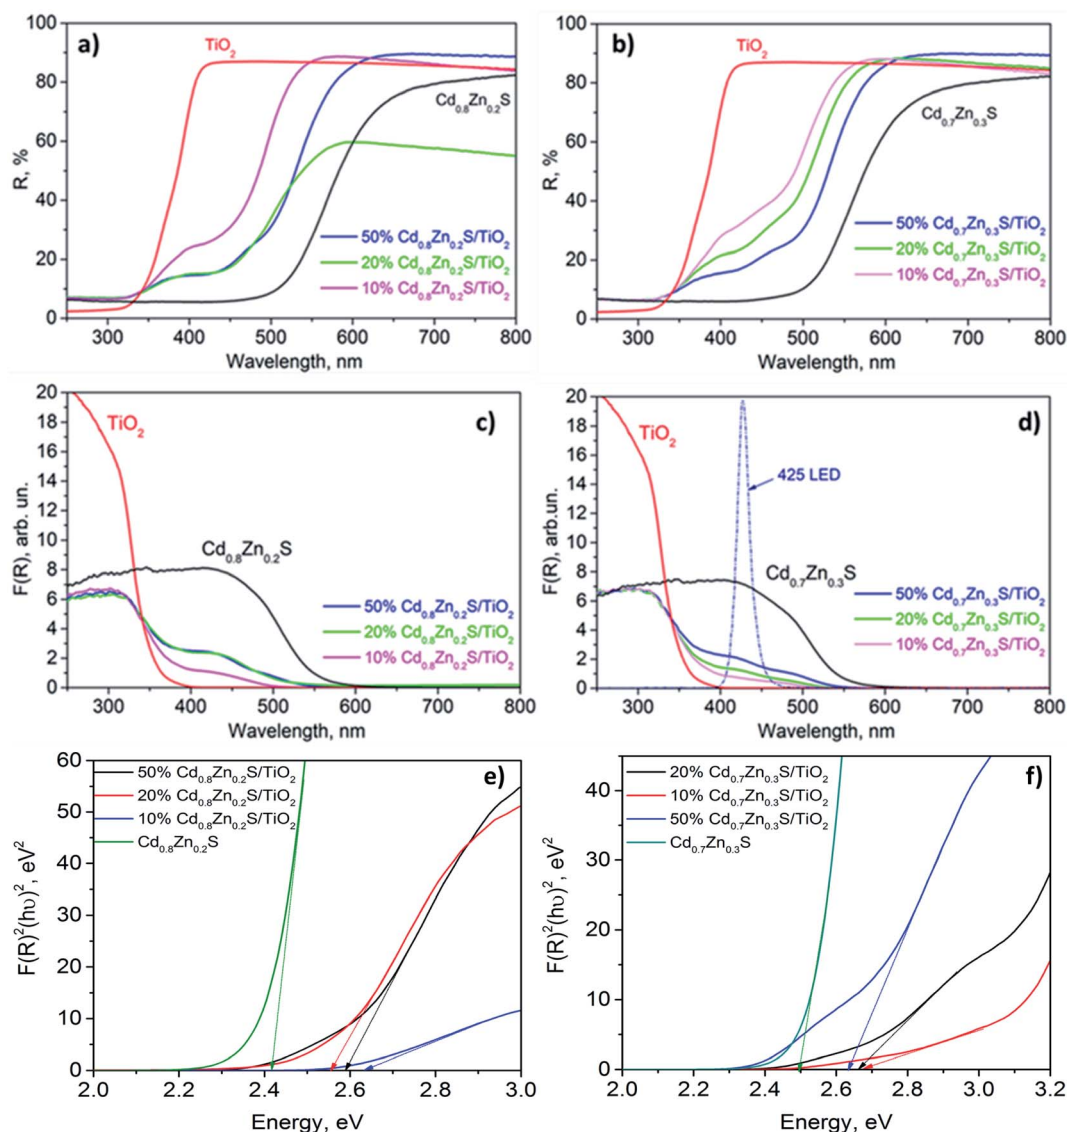 a)
100
80
60
40
20
0
R, %
TiO₂
Cd₀.₈Zn₀.₂S
50% Cd₀.₈Zn₀.₂S/TiO₂
20% Cd₀.₈Zn₀.₂S/TiO₂
10% Cd₀.₈Zn₀.₂S/TiO₂
300 400 500 600 700 800
Wavelength, nm
b)
100
80
60
40
20
0
R, %
TiO₂
Cd₀.₇Zn₀.₃S
50% Cd₀.₇Zn₀.₃S/TiO₂
20% Cd₀.₇Zn₀.₃S/TiO₂
10% Cd₀.₇Zn₀.₃S/TiO₂
300 400 500 600 700 800
Wavelength, nm
c)
20
18
16
14
12
10
8
6
4
2
0
F(R), arb. un.
TiO₂
Cd₀.₈Zn₀.₂S
50% Cd₀.₈Zn₀.₂S/TiO₂
20% Cd₀.₈Zn₀.₂S/TiO₂
10% Cd₀.₈Zn₀.₂S/TiO₂
300 400 500 600 700 800
Wavelength, nm
d)
20
18
16
14
12
10
8
6
4
2
0
F(R), arb.un.
TiO₂
425 LED
Cd₀.₇Zn₀.₃S
50% Cd₀.₇Zn₀.₃S/TiO₂
20% Cd₀.₇Zn₀.₃S/TiO₂
10% Cd₀.₇Zn₀.₃S/TiO₂
300 400 500 600 700 800
Wavelength, nm
e)
60
50
40
30
20
10
0
F(R)²(hυ)², eV²
50% Cd₀.₈Zn₀.₂S/TiO₂
20% Cd₀.₈Zn₀.₂S/TiO₂
10% Cd₀.₈Zn₀.₂S/TiO₂
Cd₀.₈Zn₀.₂S
2.0 2.2 2.4 2.6 2.8 3.0
Energy, eV
f)
40
30
20
10
0
F(R)²(hυ)², eV²
20% Cd₀.₇Zn₀.₃S/TiO₂
10% Cd₀.₇Zn₀.₃S/TiO₂
50% Cd₀.₇Zn₀.₃S/TiO₂
Cd₀.₇Zn₀.₃S
2.0 2.2 2.4 2.6 2.8 3.0 3.2
Energy, eV